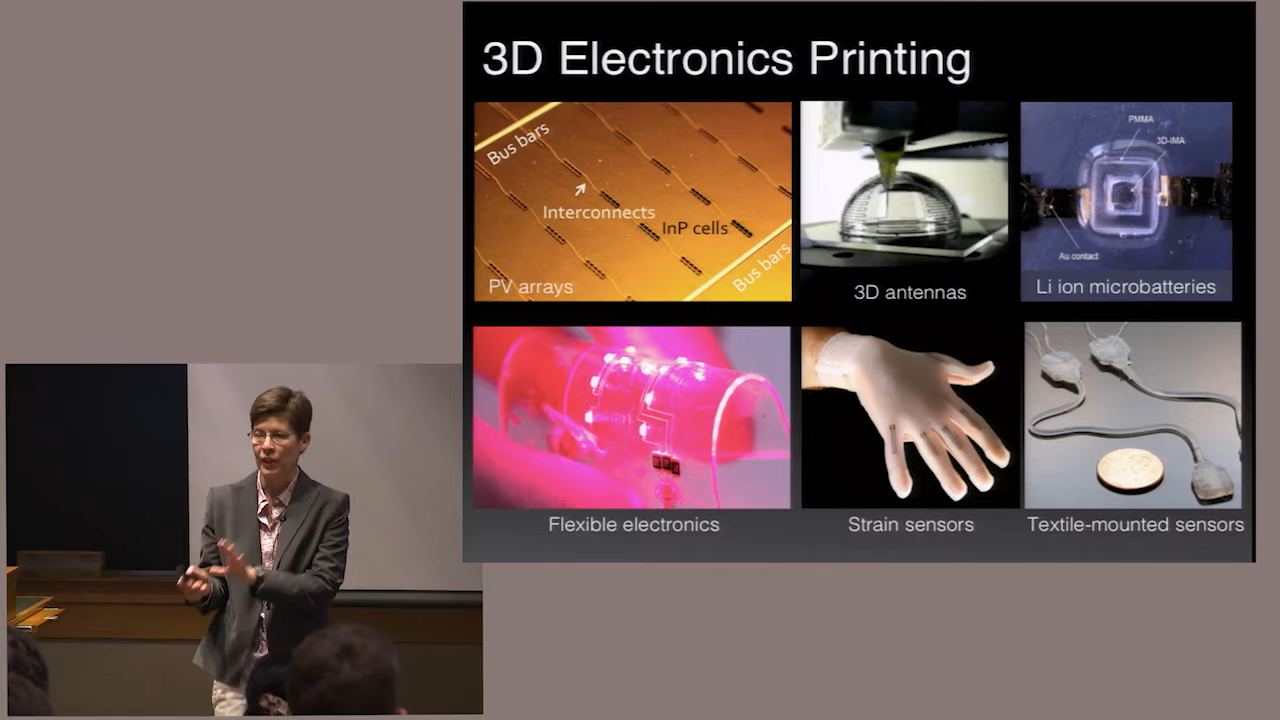 3D Electronics Printing
Bus bars
Interconnects
InP cells
Bus bars
PV arrays
3D antennas
PMMA
3D-IMA
Au contact
Li ion microbatteries
Flexible electronics
Strain sensors
Textile-mounted sensors